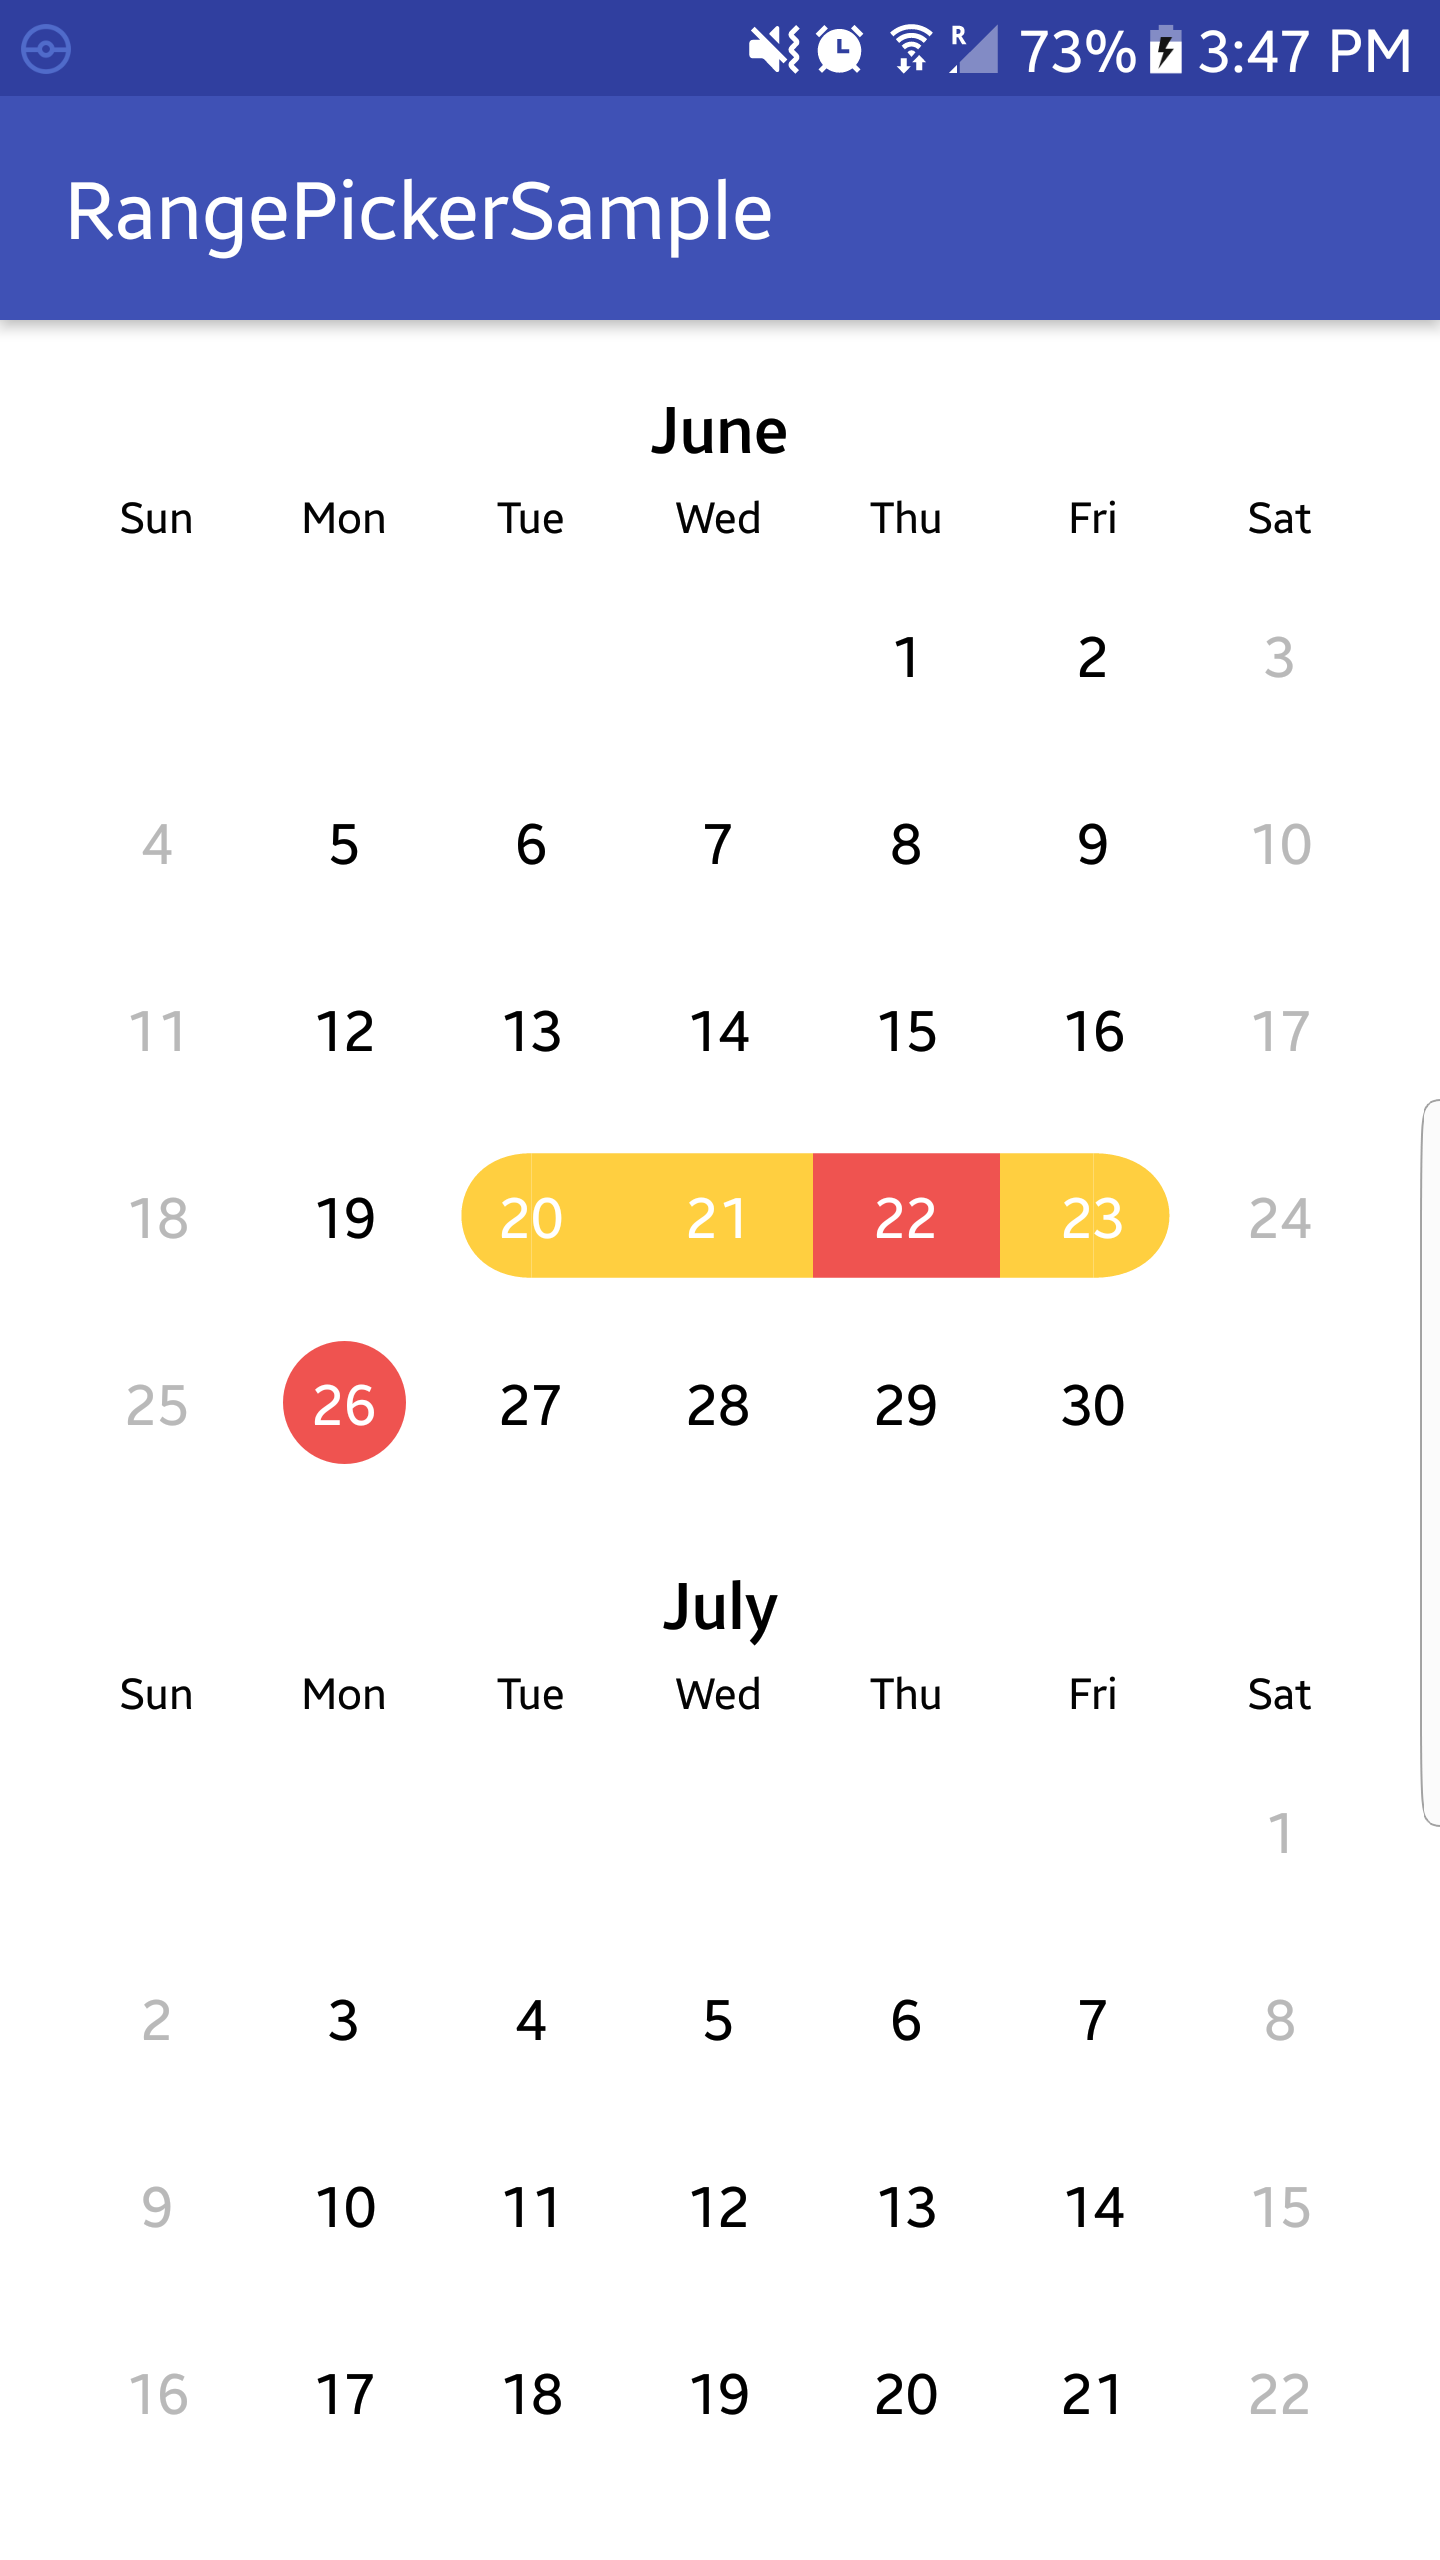 R 73% 3:47 PM
RangePickerSample
June
Sun Mon Tue Wed Thu Fri Sat
1 2 3
4 5 6 7 8 9 10
11 12 13 14 15 16 17
18 19 20 21 22 23 24
25 26 27 28 29 30
July
Sun Mon Tue Wed Thu Fri Sat
1
2 3 4 5 6 7 8
9 10 11 12 13 14 15
16 17 18 19 20 21 22